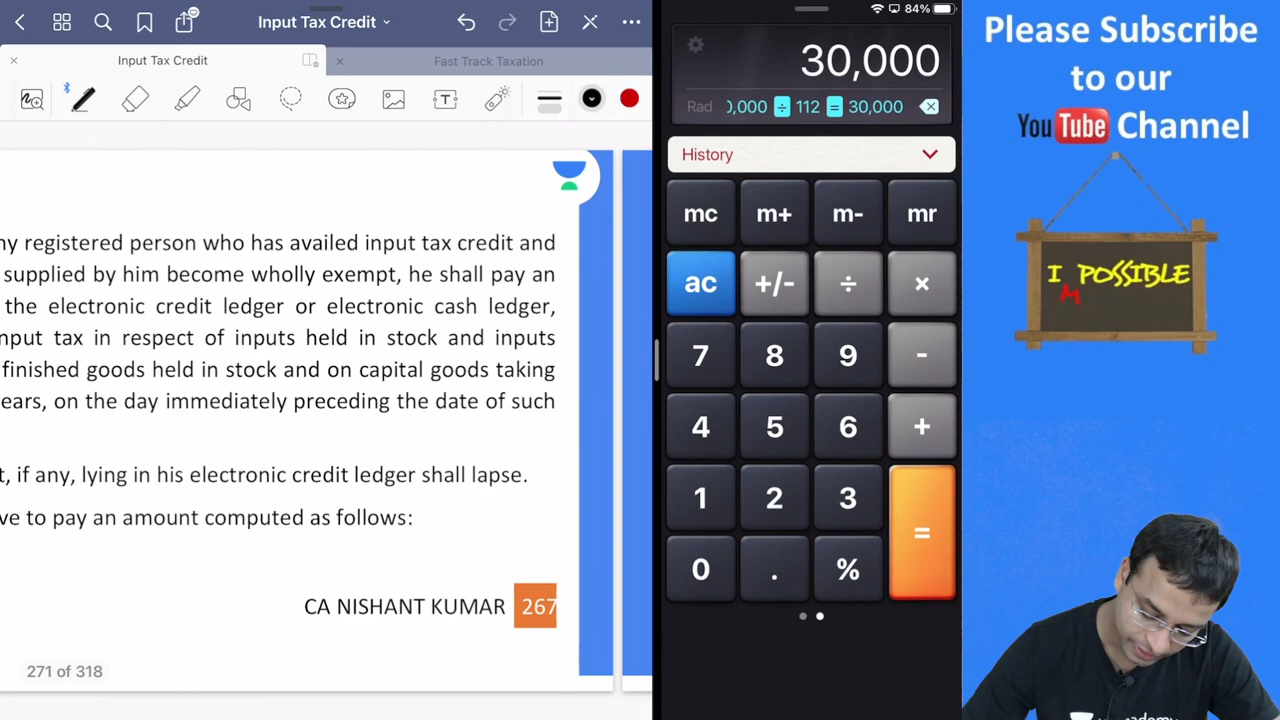 Input Tax Credit
84%
Input Tax Credit
Fast Track Taxation
T
30,000
Rad
0,000 ÷ 112 = 30,000
History
mc m+ m- mr
ac +/- ÷ ×
7 8 9 -
4 5 6 +
1 2 3 =
0 . %
ny registered person who has availed input tax credit and
supplied by him become wholly exempt, he shall pay an
the electronic credit ledger or electronic cash ledger,
nput tax in respect of inputs held in stock and inputs
finished goods held in stock and on capital goods taking
ears, on the day immediately preceding the date of such
t, if any, lying in his electronic credit ledger shall lapse.
ve to pay an amount computed as follows:
CA NISHANT KUMAR 267
271 of 318
Please Subscribe
to our
YouTube Channel
I M POSSIBLE